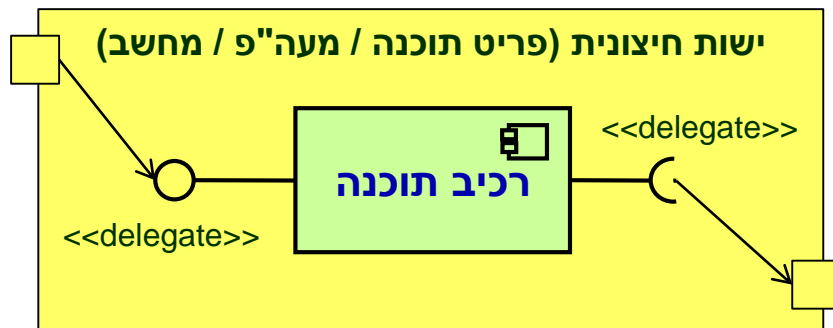 ישות חיצונית (פריט תוכנה / מעה"פ / מחשב)
<<delegate>>
רכיב תוכנה
<<delegate>>